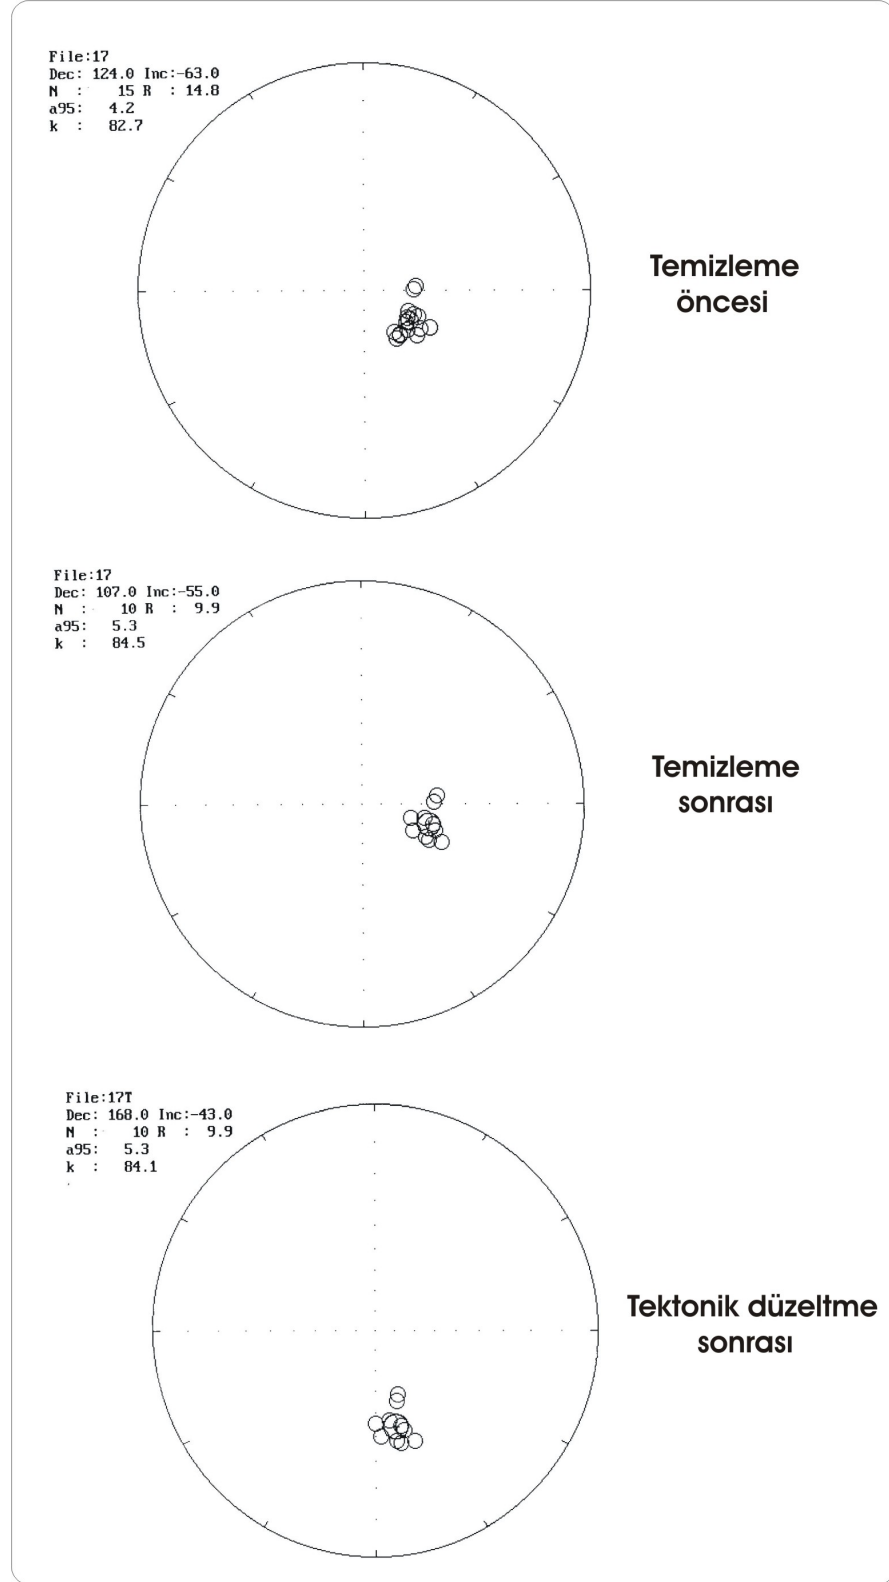 File:17
Dec: 124.0 Inc:-63.0
N : 15 R : 14.8
a95: 4.2
k : 82.7
Temizleme
öncesi
File:17
Dec: 107.0 Inc:-55.0
N : 10 R : 9.9
a95: 5.3
k : 84.5
Temizleme
sonrası
File:17T
Dec: 168.0 Inc:-43.0
N : 10 R : 9.9
a95: 5.3
k : 84.1
Tektonik düzeltme
sonrası